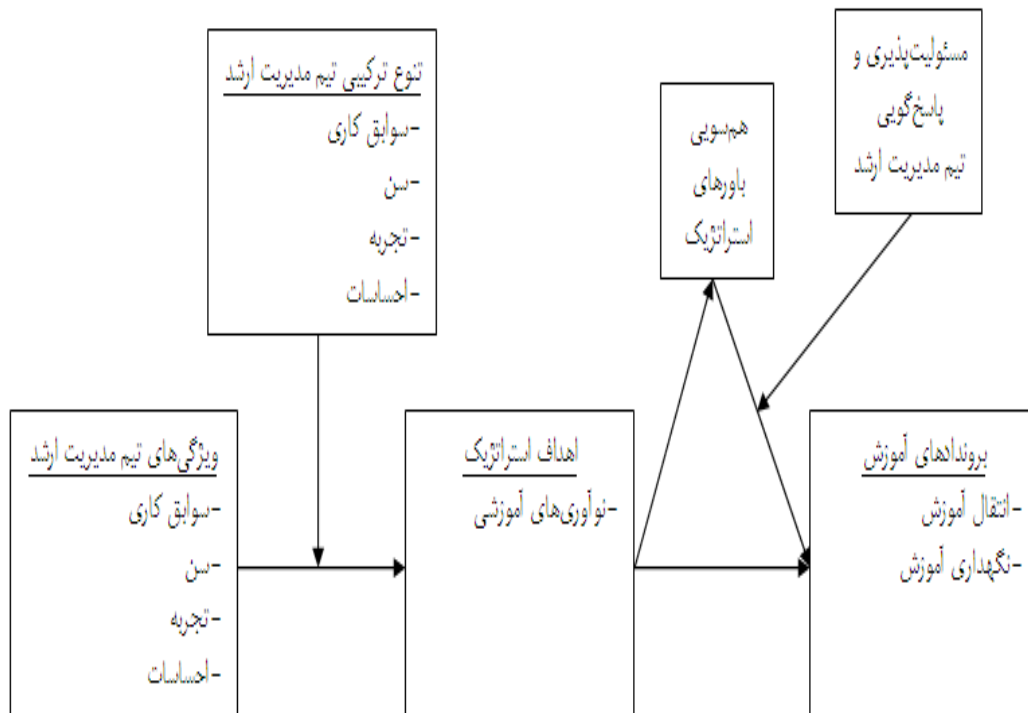 تنوع ترکیبی تیم مدیریت ارشد
-سوابق کاری
-سن
-تجربه
-احساسات
هم‌سویی
باورهای
استراتژیک
مسئولیت‌پذیری و
پاسخ‌گویی
تیم مدیریت ارشد
ویژگی‌های تیم مدیریت ارشد
-سوابق کاری
-سن
-تجربه
-احساسات
اهداف استراتژیک
-نوآوری‌های آموزشی
بروندادهای آموزش
-انتقال آموزش
-نگهداری آموزش